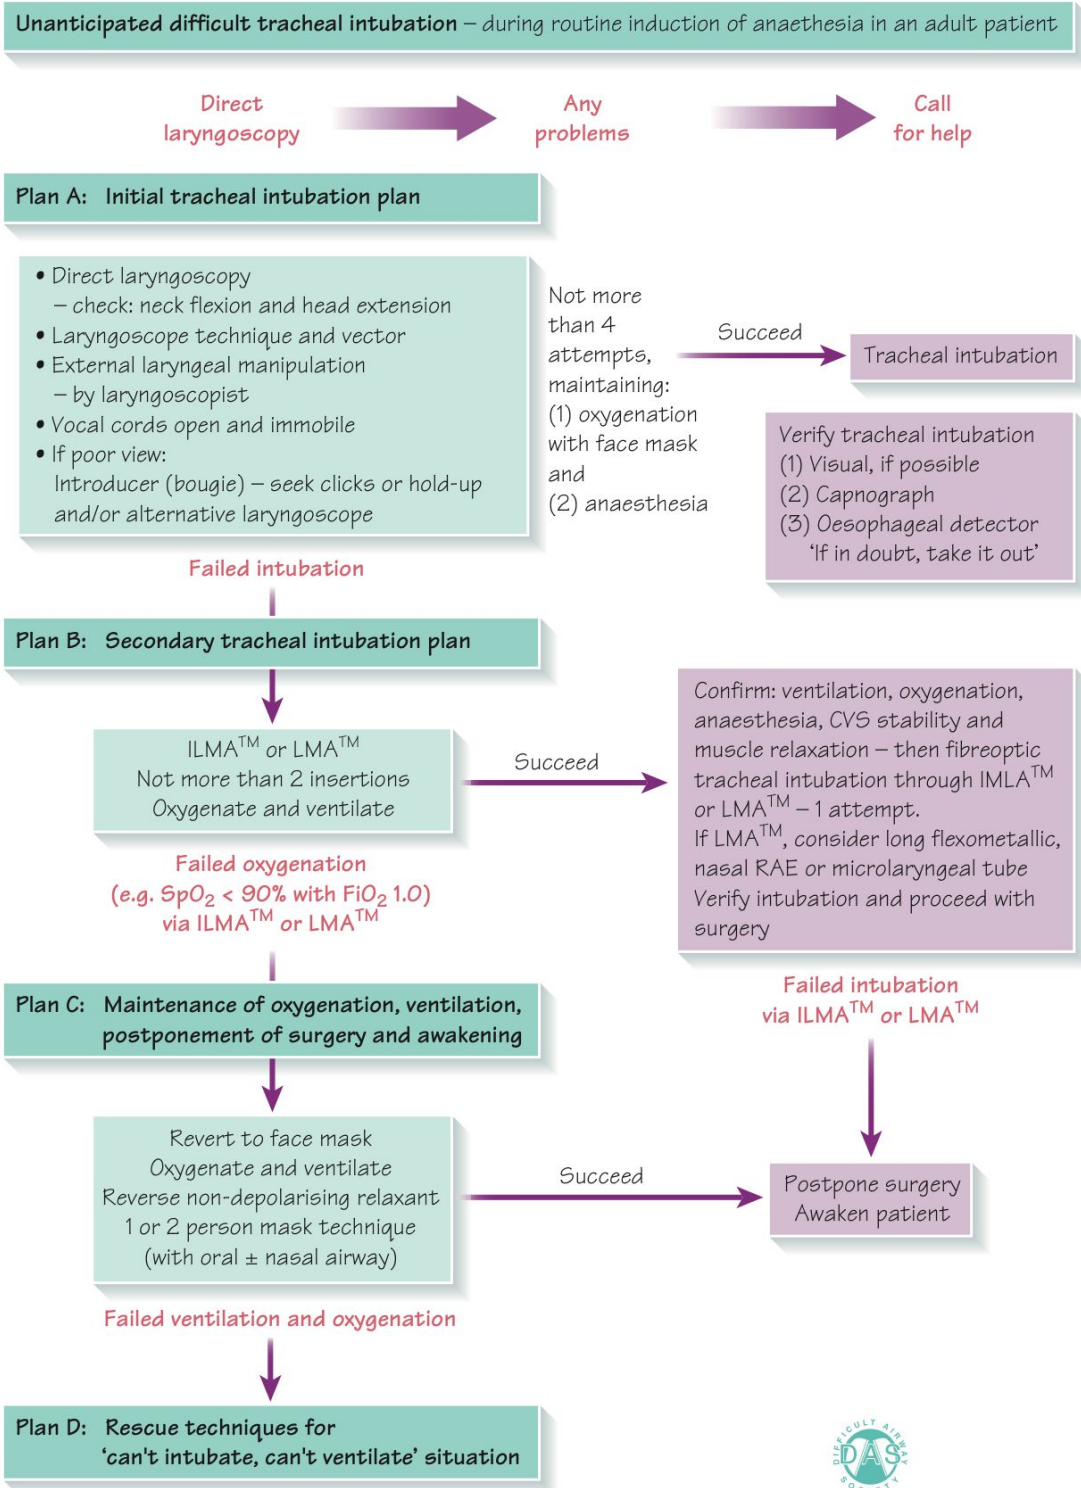 Unanticipated difficult tracheal intubation – during routine induction of anaethesia in an adult patient
Direct
laryngoscopy
Any
problems
Call
for help
Plan A: Initial tracheal intubation plan
• Direct laryngoscopy
– check: neck flexion and head extension
• Laryngoscope technique and vector
• External laryngeal manipulation
– by laryngoscopist
• Vocal cords open and immobile
• If poor view:
Introducer (bougie) – seek clicks or hold-up
and/or alternative laryngoscope
Not more
than 4
attempts,
maintaining:
(1) oxygenation
with face mask
and
(2) anaesthesia
Succeed
Tracheal intubation
Verify tracheal intubation
(1) Visual, if possible
(2) Capnograph
(3) Oesophageal detector
'If in doubt, take it out'
Failed intubation
Plan B: Secondary tracheal intubation plan
ILMA™ or LMA™
Not more than 2 insertions
Oxygenate and ventilate
Succeed
Confirm: ventilation, oxygenation,
anaesthesia, CVS stability and
muscle relaxation – then fibreoptic
tracheal intubation through IMLA™
or LMA™ – 1 attempt.
If LMA™, consider long flexometallic,
nasal RAE or microlaryngeal tube
Verify intubation and proceed with
surgery
Failed oxygenation
(e.g. SpO₂ < 90% with FiO₂ 1.0)
via ILMA™ or LMA™
Failed intubation
via ILMA™ or LMA™
Plan C: Maintenance of oxygenation, ventilation,
postponement of surgery and awakening
Revert to face mask
Oxygenate and ventilate
Reverse non-depolarising relaxant
1 or 2 person mask technique
(with oral ± nasal airway)
Succeed
Postpone surgery
Awaken patient
Failed ventilation and oxygenation
Plan D: Rescue techniques for
'can't intubate, can't ventilate' situation
DIFFICULT AIRWAY
DAS
SOCIETY